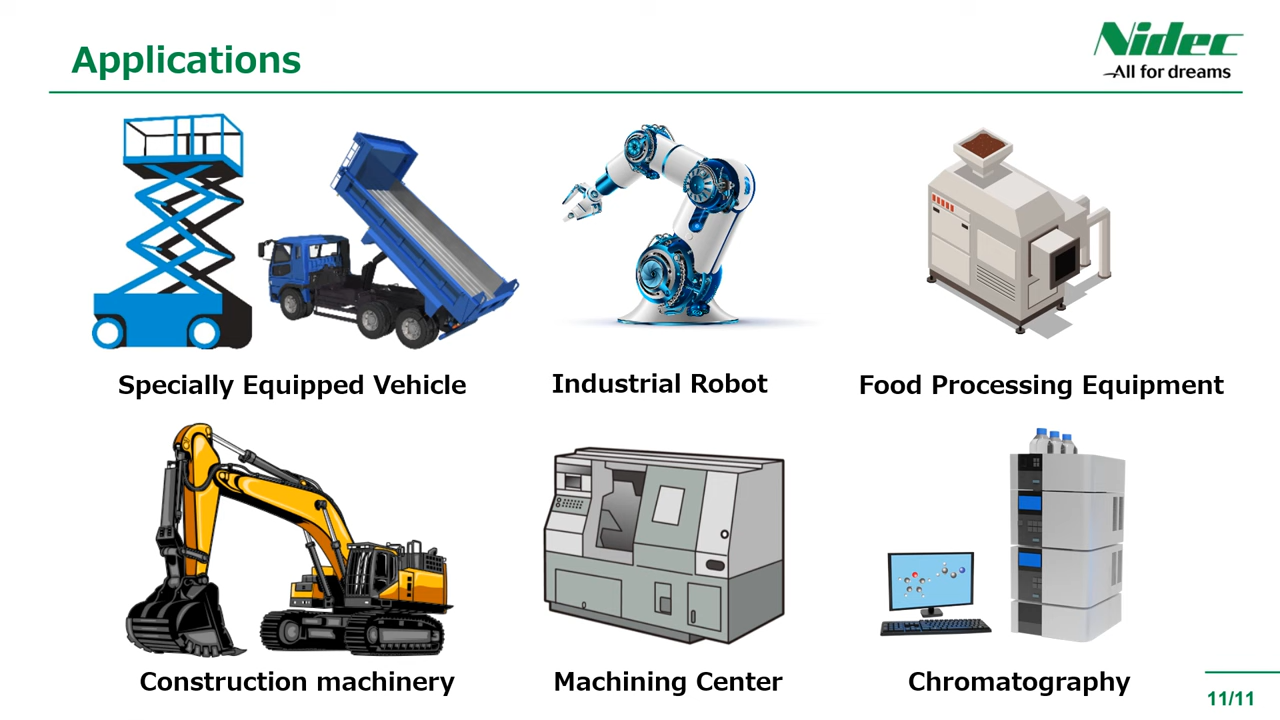 Applications
Nidec
All for dreams
Specially Equipped Vehicle
Industrial Robot
Food Processing Equipment
Construction machinery
Machining Center
Chromatography
11/11